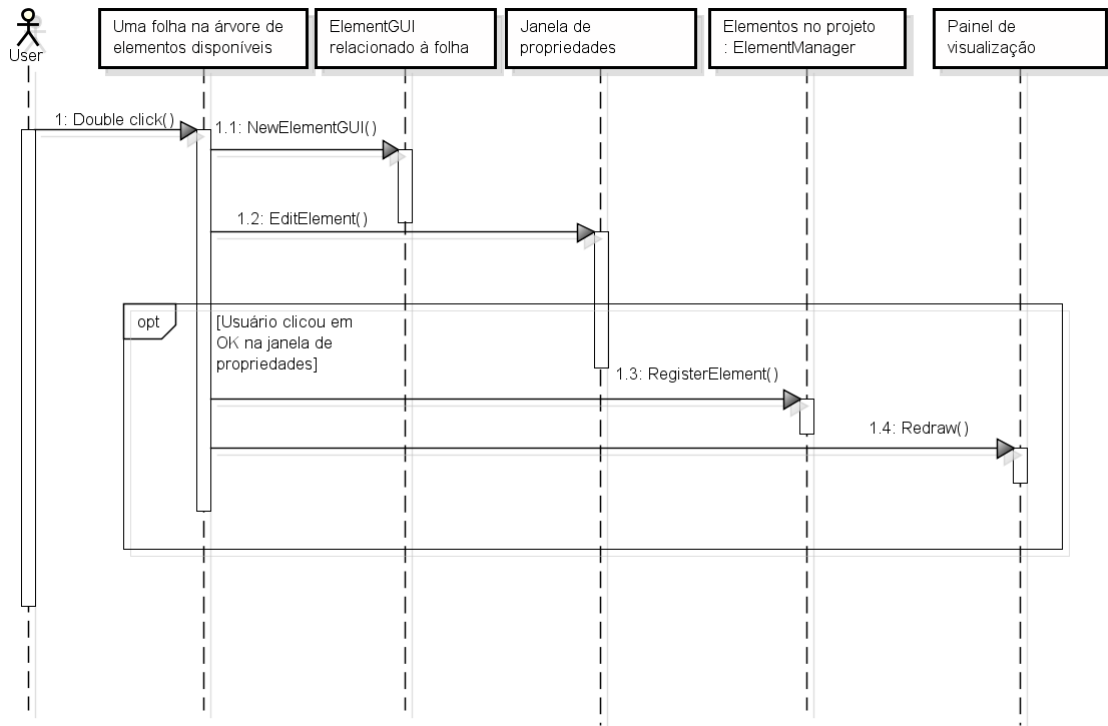 User
Uma folha na árvore de
elementos disponíveis
ElementGUI
relacionado à folha
Janela de
propriedades
Elementos no projeto
: ElementManager
Painel de
visualização
1: Double click()
1.1: NewElementGUI()
1.2: EditElement()
opt
[Usuário clicou em
OK na janela de
propriedades]
1.3: RegisterElement()
1.4: Redraw()